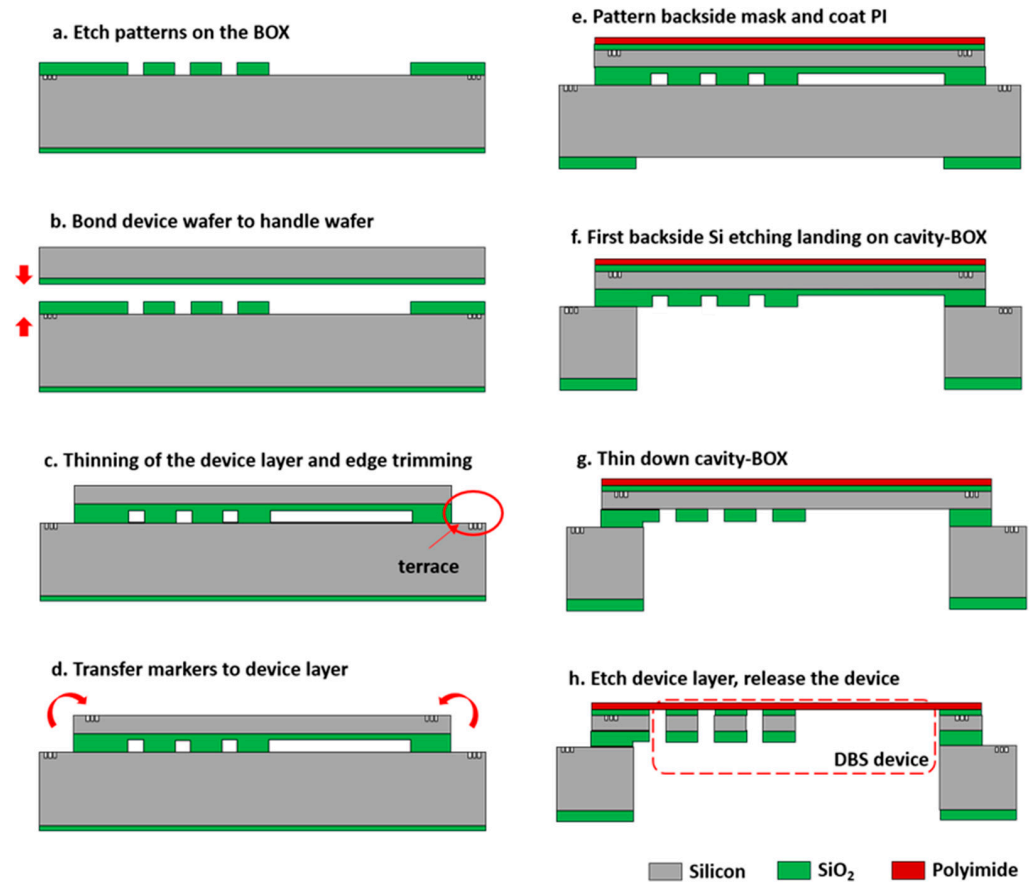 a. Etch patterns on the BOX
b. Bond device wafer to handle wafer
c. Thinning of the device layer and edge trimming
terrace
d. Transfer markers to device layer
e. Pattern backside mask and coat PI
f. First backside Si etching landing on cavity-BOX
g. Thin down cavity-BOX
h. Etch device layer, release the device
DBS device
Silicon
SiO₂
Polyimide